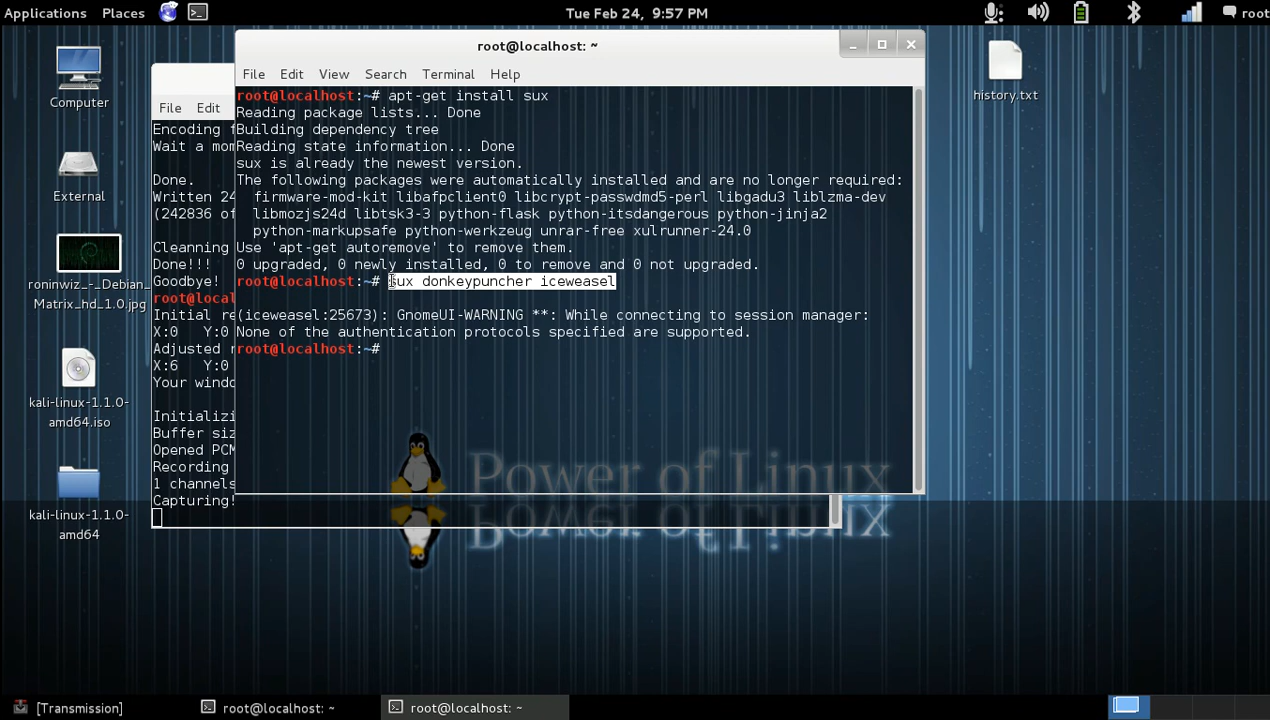 Applications Places
Tue Feb 24, 9:57 PM
root
root@localhost: ~
File Edit View Search Terminal Help
root@localhost:~# apt-get install sux
Reading package lists... Done
Building dependency tree
Reading state information... Done
sux is already the newest version.
The following packages were automatically installed and are no longer required:
firmware-mod-kit libafpclient0 libcrypt-passwdmd5-perl libgadu3 liblzma-dev
libmozjs24d libtsk3-3 python-flask python-itsdangerous python-jinja2
python-markupsafe python-werkzeug unrar-free xulrunner-24.0
Use 'apt-get autoremove' to remove them.
0 upgraded, 0 newly installed, 0 to remove and 0 not upgraded.
root@localhost:~# sux donkeypuncher iceweasel
(iceweasel:25673): GnomeUI-WARNING **: While connecting to session manager:
None of the authentication protocols specified are supported.
root@localhost:~#
File Edit
Encoding
Wait a
Done.
Written 24
(242836 of
Cleanning
Done!!!
Goodbye!
root@local
Initial
X:0 Y:0
Adjusted
X:6 Y:0
Your
Buffer
Opened PCM
Recording
1 channels
Capturing!
Computer
External
roninwiz_-_Debian_
Matrix_hd_1.0.jpg
kali-linux-1.1.0-
amd64.iso
kali-linux-1.1.0-
amd64
history.txt
Power of Linux
[Transmission]
root@localhost: ~
root@localhost: ~